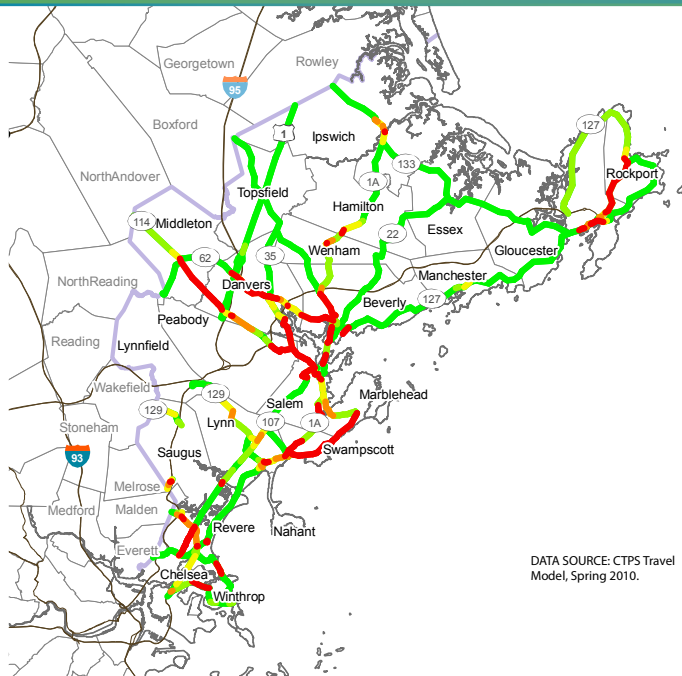 Georgetown
Rowley
95
Boxford
1
Ipswich
127
NorthAndover
133
Rockport
Topsfield
1A
Hamilton
114
Middleton
22
Essex
62
35
Wenham
Gloucester
NorthReading
Danvers
Manchester
Beverly
127
Peabody
Reading
Lynnfield
Wakefield
129
Marblehead
129
Salem
Stoneham
Lynn
107
1A
93
Saugus
Swampscott
Melrose
Medford
Malden
Revere
Nahant
Everett
DATA SOURCE: CTPS Travel
Model, Spring 2010.
Chelsea
Winthrop